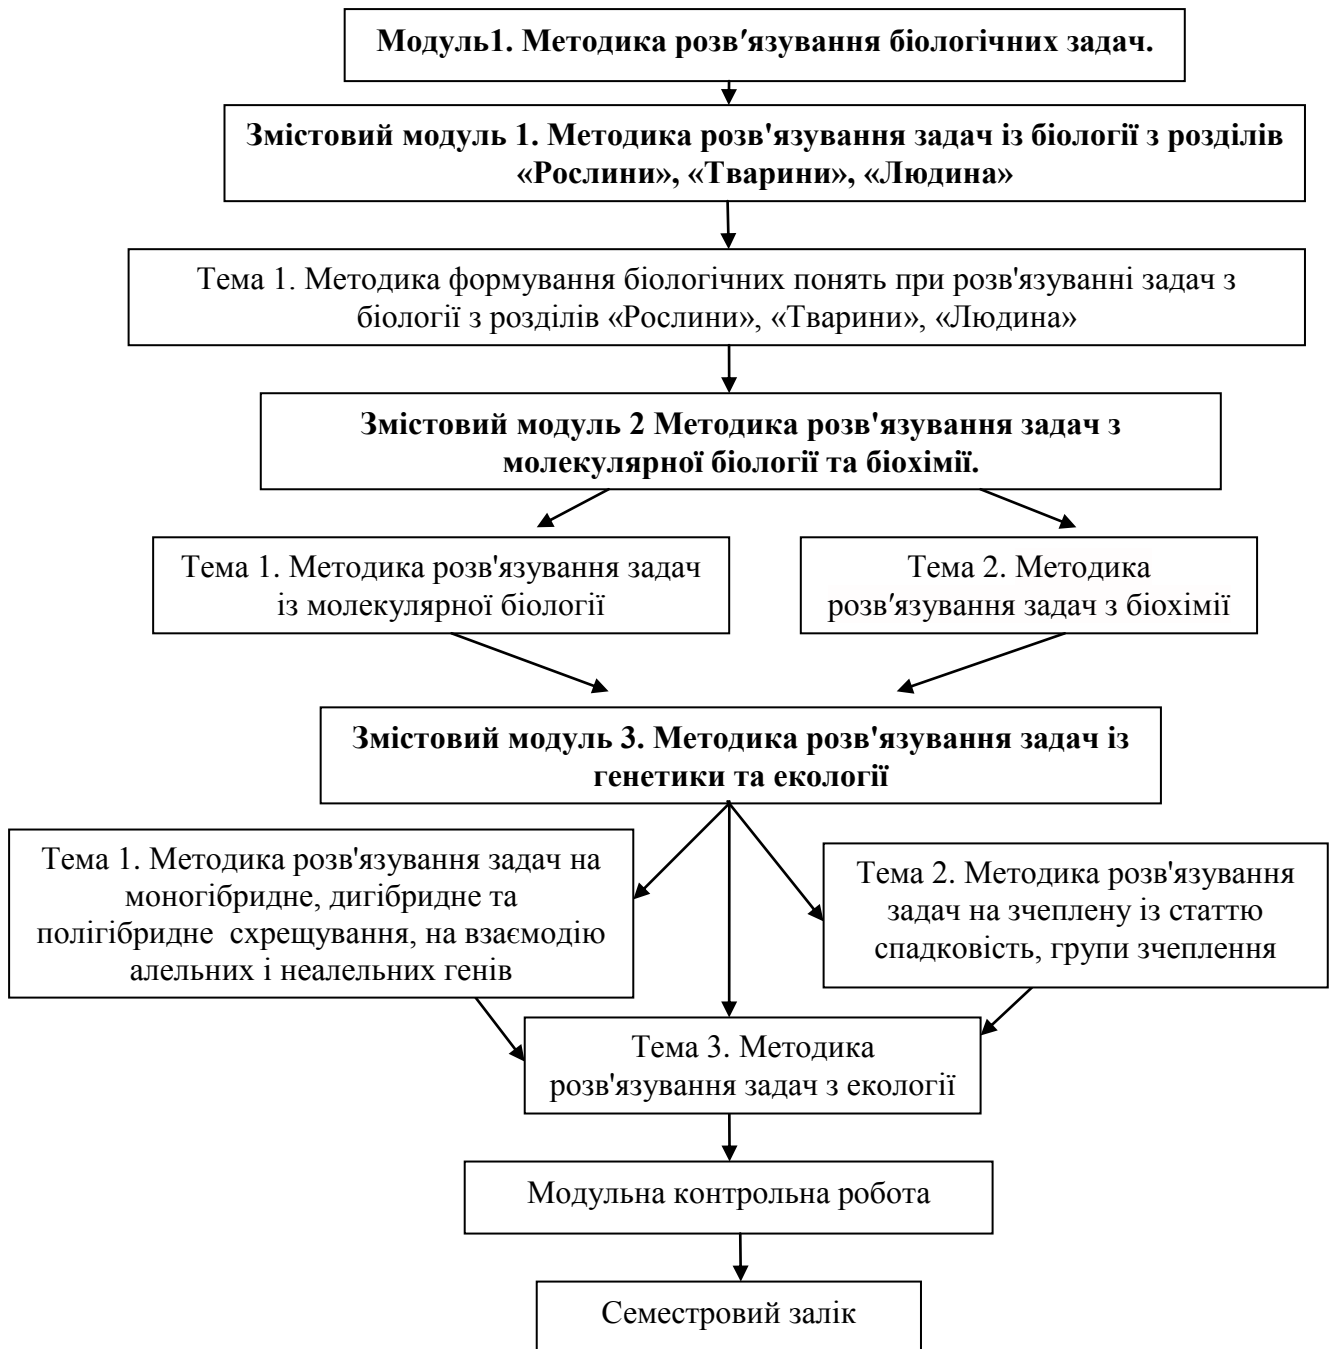 Модуль1. Методика розв′язування біологічних задач.
Змістовий модуль 1. Методика розв'язування задач із біології з розділів
«Рослини», «Тварини», «Людина»
Тема 1. Методика формування біологічних понять при розв'язуванні задач з
біології з розділів «Рослини», «Тварини», «Людина»
Змістовий модуль 2 Методика розв'язування задач з
молекулярної біології та біохімії.
Тема 1. Методика розв'язування задач
із молекулярної біології
Тема 2. Методика
розв′язування задач з біохімії
Змістовий модуль 3. Методика розв'язування задач із
генетики та екології
Тема 1. Методика розв'язування задач на
моногібридне, дигібридне та
полігібридне схрещування, на взаємодію
алельних і неалельних генів
Тема 2. Методика розв'язування
задач на зчеплену із статтю
спадковість, групи зчеплення
Тема 3. Методика
розв'язування задач з екології
Модульна контрольна робота
Семестровий залік